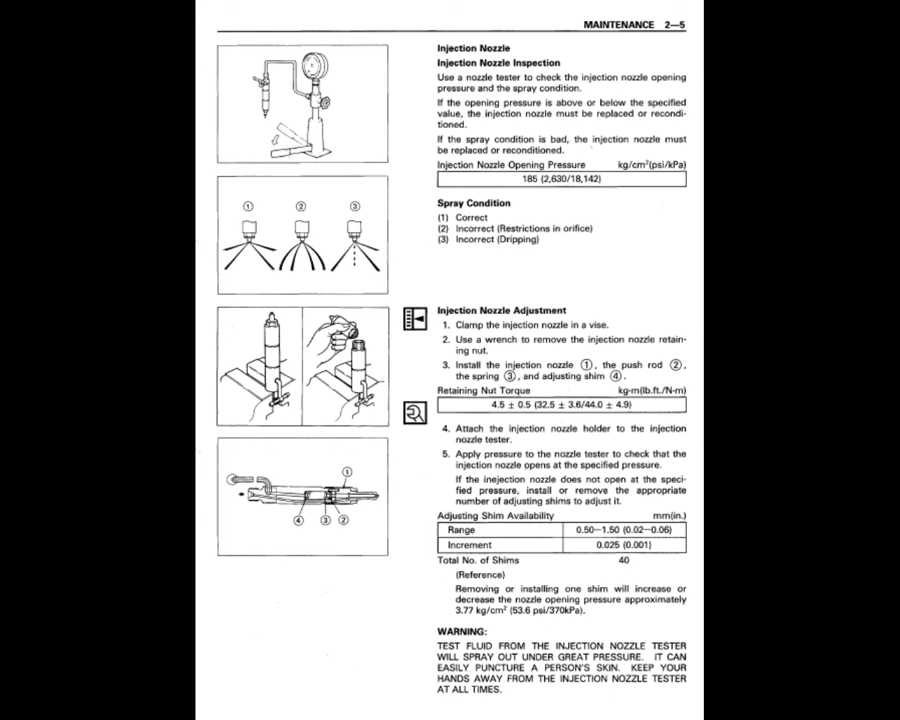 MAINTENANCE 2—5
Injection Nozzle
Injection Nozzle Inspection
Use a nozzle tester to check the injection nozzle opening
pressure and the spray condition.
If the opening pressure is above or below the specified
value, the injection nozzle must be replaced or recondi-
tioned.
If the spray condition is bad, the injection nozzle must
be replaced or reconditioned.
Injection Nozzle Opening Pressure kg/cm²(psi/kPa)
185 (2,630/18,142)
① ② ③
Spray Condition
(1) Correct
(2) Incorrect (Restrictions in orifice)
(3) Incorrect (Dripping)
Injection Nozzle Adjustment
1. Clamp the injection nozzle in a vise.
2. Use a wrench to remove the injection nozzle retain-
ing nut.
3. Install the injection nozzle ①, the push rod ②,
the spring ③, and adjusting shim ④.
Retaining Nut Torque kg-m(lb.ft./N-m)
4.5 ± 0.5 (32.5 ± 3.6/44.0 ± 4.9)
4. Attach the injection nozzle holder to the injection
nozzle tester.
5. Apply pressure to the nozzle tester to check that the
injection nozzle opens at the specified pressure.
If the inejection nozzle does not open at the speci-
fied pressure, install or remove the appropriate
number of adjusting shims to adjust it.
①
④ ③ ②
Adjusting Shim Availability mm(in.)
Range 0.50—1.50 (0.02—0.06)
Increment 0.025 (0.001)
Total No. of Shims 40
(Reference)
Removing or installing one shim will increase or
decrease the nozzle opening pressure approximately
3.77 kg/cm² (53.6 psi/370kPa).
WARNING:
TEST FLUID FROM THE INJECTION NOZZLE TESTER
WILL SPRAY OUT UNDER GREAT PRESSURE. IT CAN
EASILY PUNCTURE A PERSON'S SKIN. KEEP YOUR
HANDS AWAY FROM THE INJECTION NOZZLE TESTER
AT ALL TIMES.